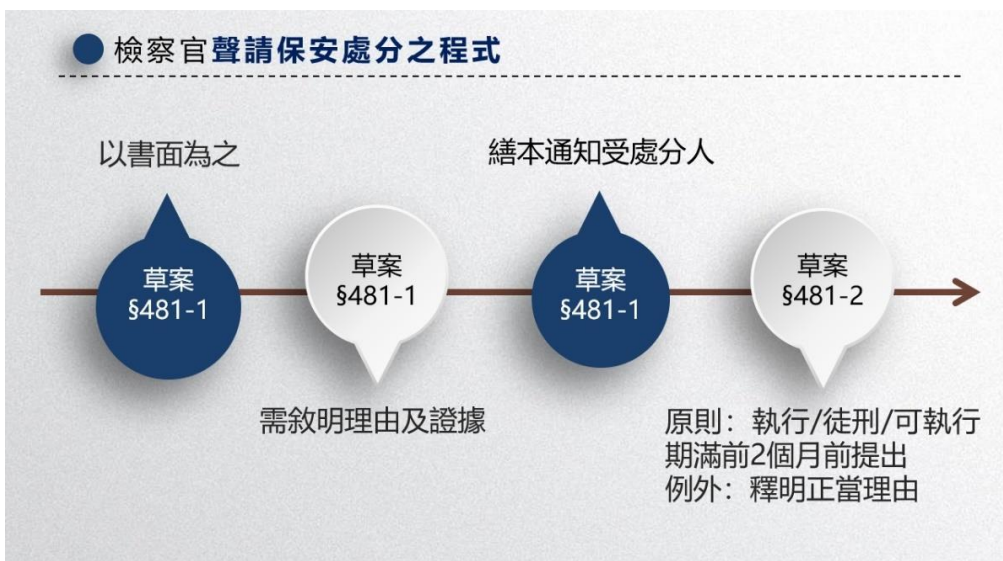 檢察官聲請保安處分之程式
以書面為之
草案
§481-1
草案
§481-1
需敘明理由及證據
繕本通知受處分人
草案
§481-1
草案
§481-2
原則：執行/徒刑/可執行
期滿前2個月前提出
例外：釋明正當理由